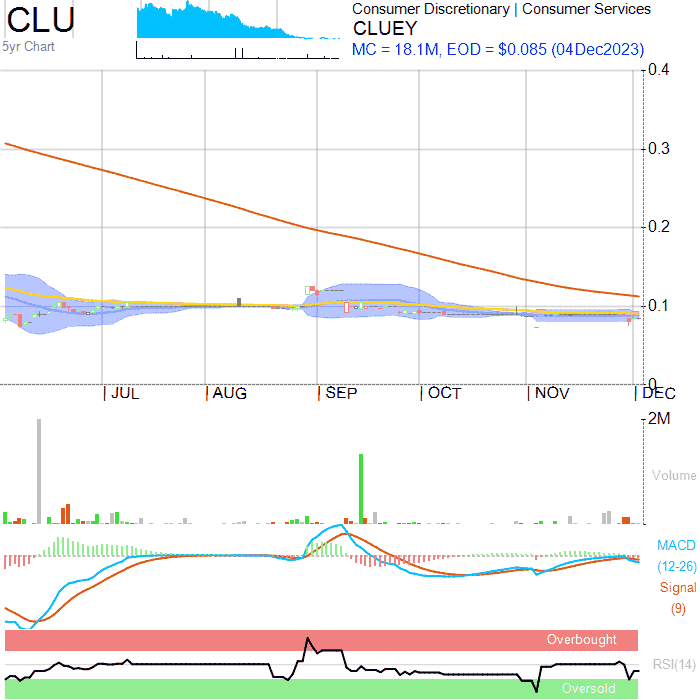 CLU
5yr Chart
Consumer Discretionary | Consumer Services
CLUEY
MC = 18.1M, EOD = $0.085 (04Dec2023)
0.4
0.3
0.2
0.1
0
JUL AUG SEP OCT NOV DEC
2M
Volume
MACD
(12-26)
Signal
(9)
Overbought
RSI(14)
Oversold